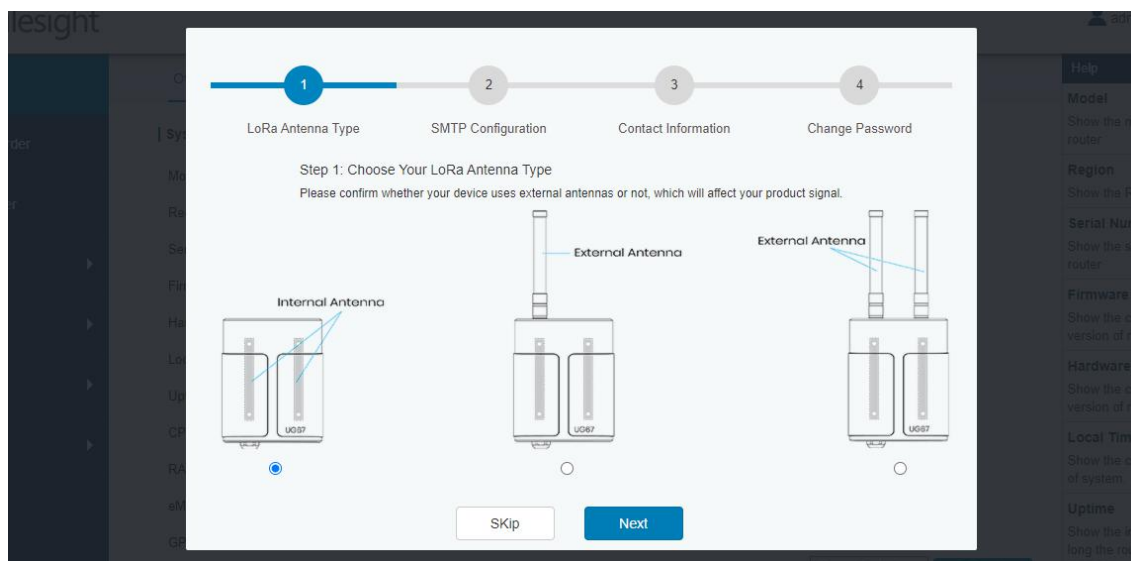 1
2
3
4
LoRa Antenna Type
SMTP Configuration
Contact Information
Change Password
Step 1: Choose Your LoRa Antenna Type
Please confirm whether your device uses external antennas or not, which will affect your product signal.
Internal Antenna
UG67
External Antenna
UG67
External Antenna
UG67
SKip
Next
Help
Model
Show the
router
Region
Show the
Serial
Show the
router
Firmware
Show the
version of
Hardware
Show the
version of
Local
Show the
of system
Uptime
Show the
long the